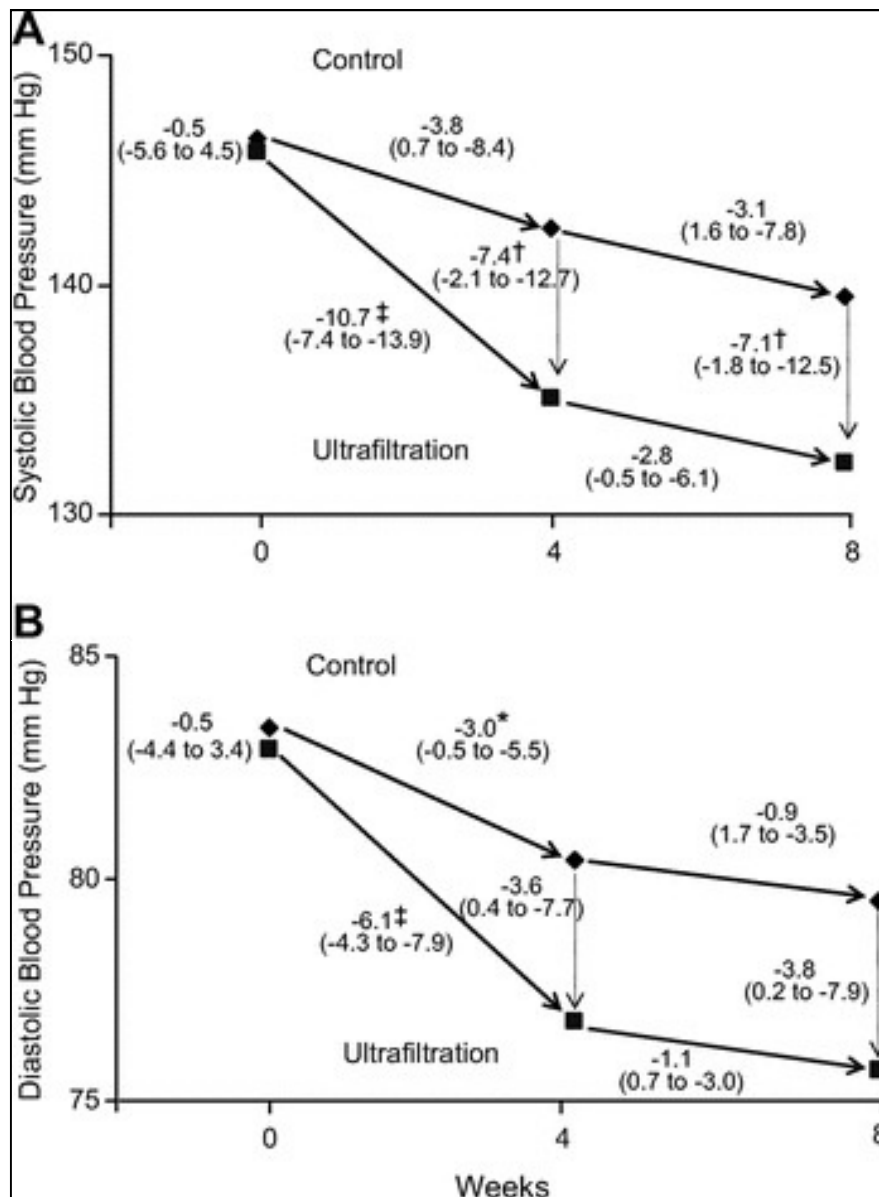 A
Systolic Blood Pressure (mm Hg)
150
140
130
Control
-0.5
(-5.6 to 4.5)
-3.8
(0.7 to -8.4)
-3.1
(1.6 to -7.8)
-7.4†
(-2.1 to -12.7)
-10.7‡
(-7.4 to -13.9)
-7.1†
(-1.8 to -12.5)
Ultrafiltration
-2.8
(-0.5 to -6.1)
0 4 8
B
Diastolic Blood Pressure (mm Hg)
85
80
75
Control
-0.5
(-4.4 to 3.4)
-3.0*
(-0.5 to -5.5)
-0.9
(1.7 to -3.5)
-3.6
(0.4 to -7.7)
-6.1‡
(-4.3 to -7.9)
-3.8
(0.2 to -7.9)
Ultrafiltration
-1.1
(0.7 to -3.0)
0 4 8
Weeks